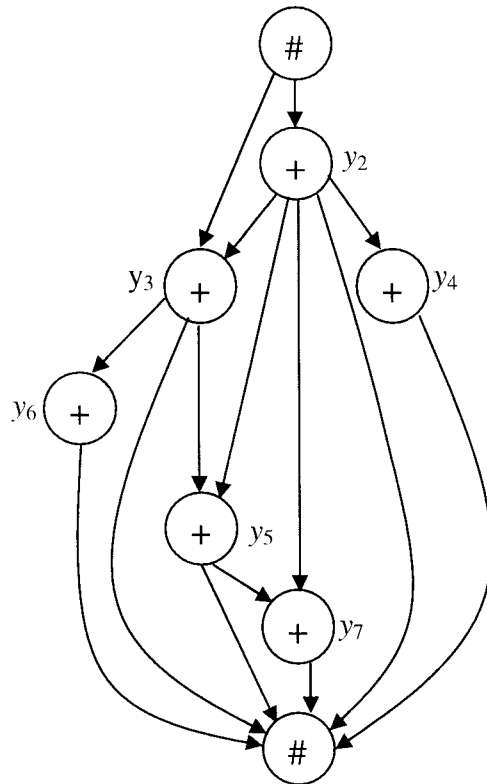 #
+ y2
y3 + + y4
y6 +
+ y5
+ y7
#